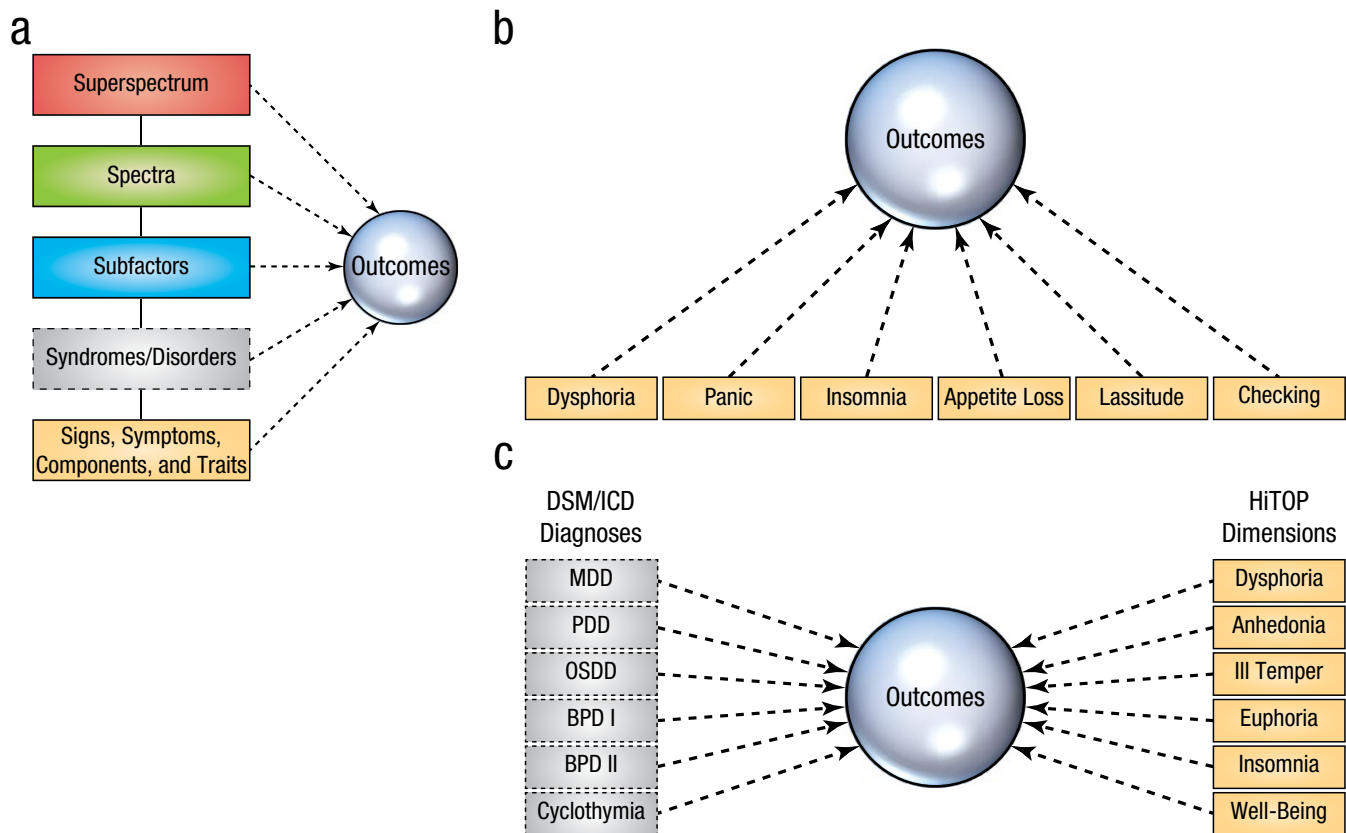 a
Superspectrum
Spectra
Subfactors
Syndromes/Disorders
Signs, Symptoms,
Components, and Traits
Outcomes
b
Outcomes
Dysphoria
Panic
Insomnia
Appetite Loss
Lassitude
Checking
c
DSM/ICD
Diagnoses
MDD
PDD
OSDD
BPD I
BPD II
Cyclothymia
Outcomes
HiTOP
Dimensions
Dysphoria
Anhedonia
Ill Temper
Euphoria
Insomnia
Well-Being